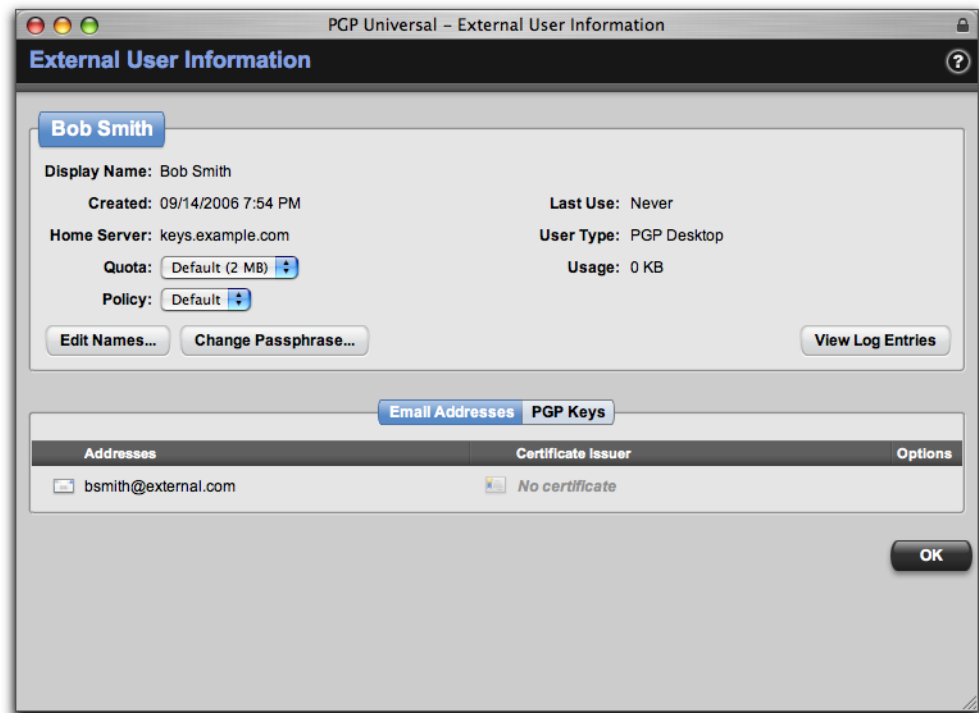 PGP Universal – External User Information
External User Information
?
Bob Smith
Display Name: Bob Smith
Created: 09/14/2006 7:54 PM Last Use: Never
Home Server: keys.example.com User Type: PGP Desktop
Quota: Default (2 MB) Usage: 0 KB
Policy: Default
Edit Names... Change Passphrase... View Log Entries
Email Addresses PGP Keys
Addresses Certificate Issuer Options
bsmith@external.com No certificate
OK